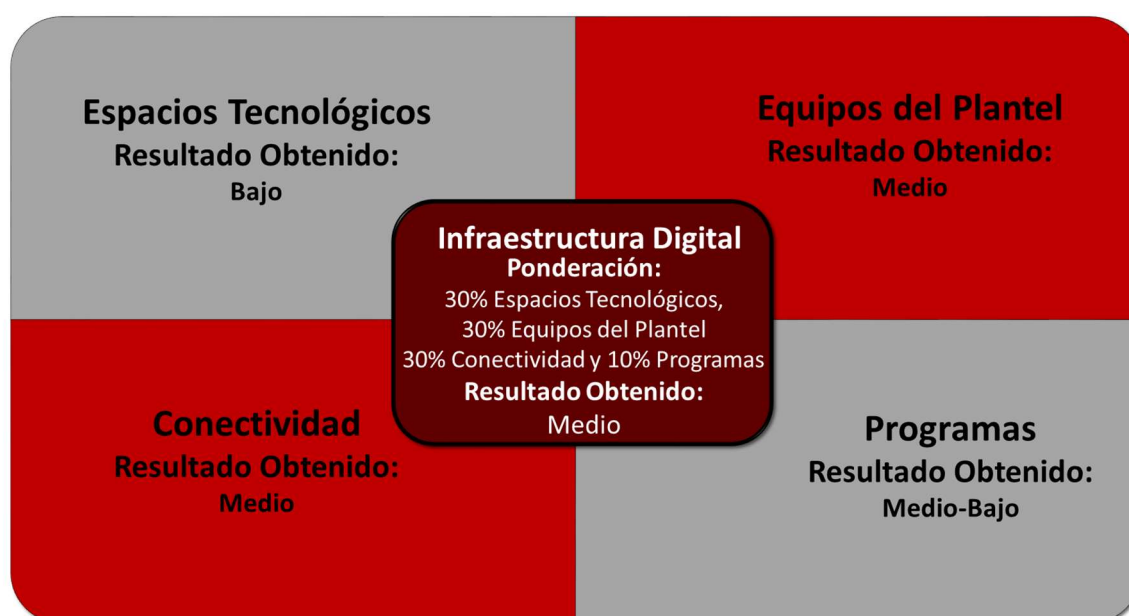 Espacios Tecnológicos
Resultado Obtenido:
Bajo
Equipos del Plantel
Resultado Obtenido:
Medio
Infraestructura Digital
Ponderación:
30% Espacios Tecnológicos,
30% Equipos del Plantel
30% Conectividad y 10% Programas
Resultado Obtenido:
Medio
Conectividad
Resultado Obtenido:
Medio
Programas
Resultado Obtenido:
Medio-Bajo